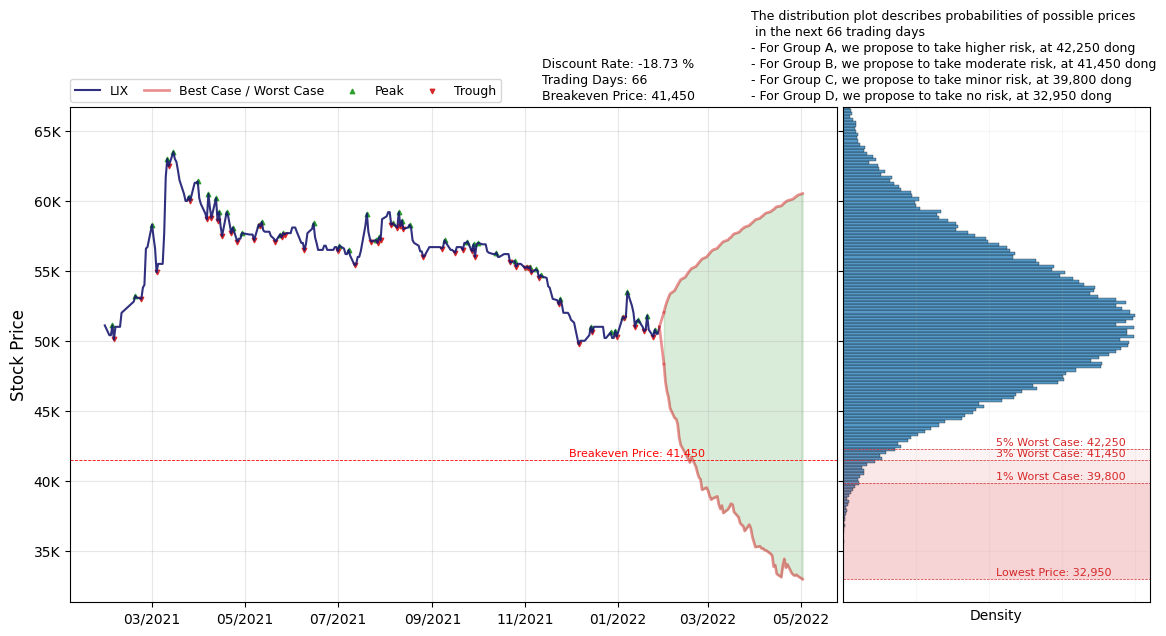 The distribution plot describes probabilities of possible prices
in the next 66 trading days
- For Group A, we propose to take higher risk, at 42,250 dong
- For Group B, we propose to take moderate risk, at 41,450 dong
- For Group C, we propose to take minor risk, at 39,800 dong
- For Group D, we propose to take no risk, at 32,950 dong
Discount Rate: -18.73 %
Trading Days: 66
Breakeven Price: 41,450
LIX
Best Case / Worst Case
Peak
Trough
Stock Price
65K
60K
55K
50K
45K
40K
35K
Breakeven Price: 41,450
03/2021
05/2021
07/2021
09/2021
11/2021
01/2022
03/2022
05/2022
5% Worst Case: 42,250
3% Worst Case: 41,450
1% Worst Case: 39,800
Lowest Price: 32,950
Density